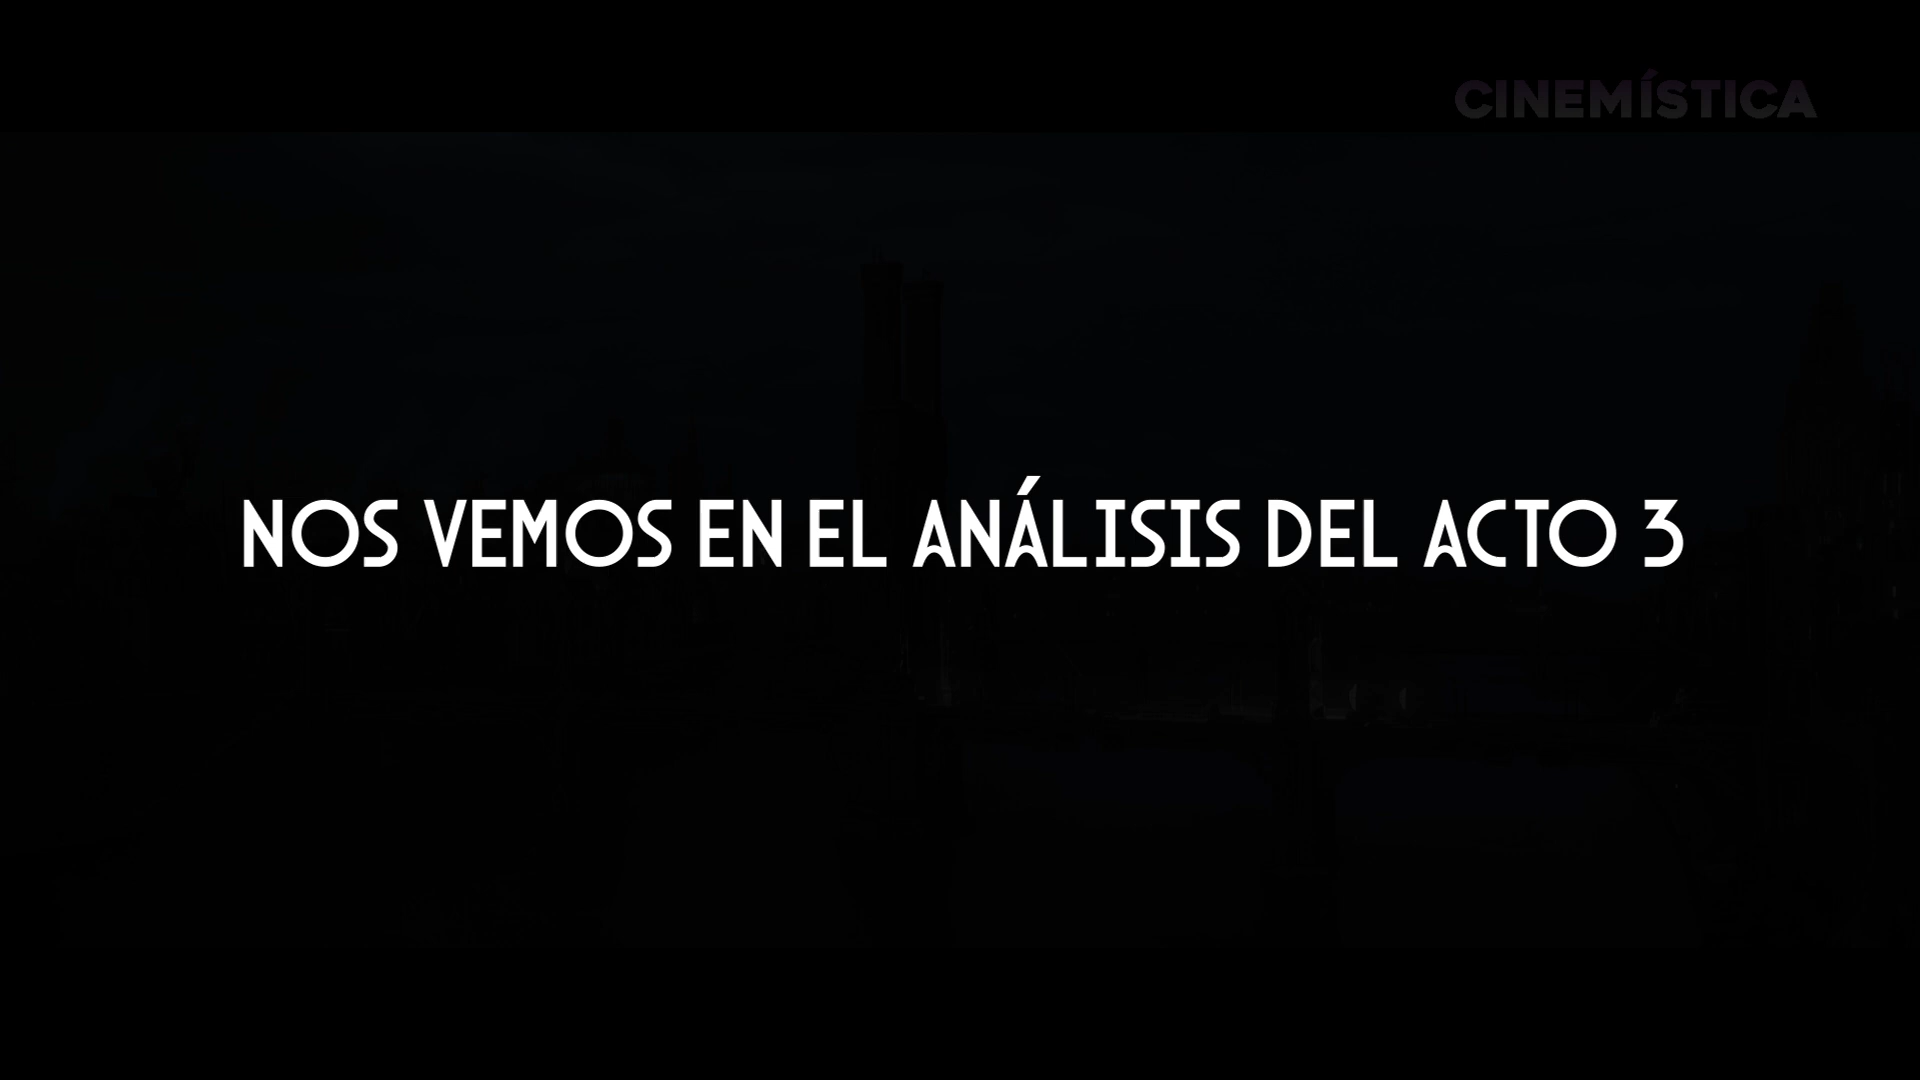 CINEMÍSTICA
NOS VEMOS EN EL ANÁLISIS DEL ACTO 3